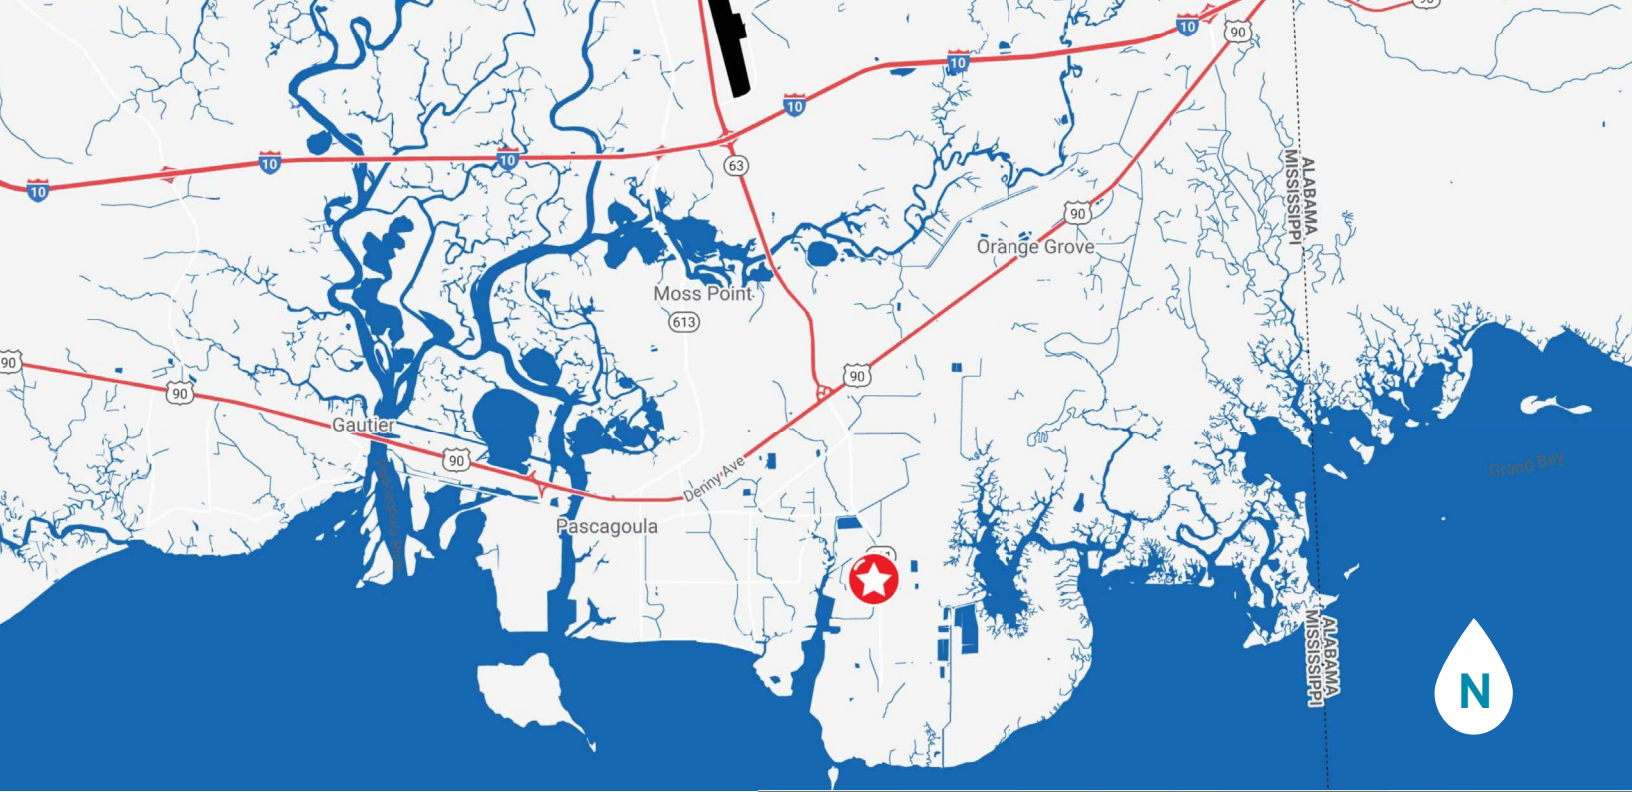 90
10
90
10
10
10
10
10
63
ALABAMA
MISSISSIPPI
90
Orange Grove
Moss Point
613
90
90
90
Gautier
90
Denny Ave
Grand Bay
Pascagoula
ALABAMA
MISSISSIPPI
N